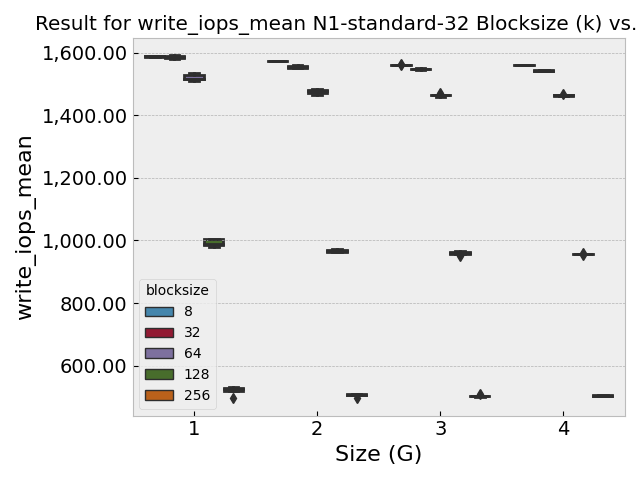 Result for write_iops_mean N1-standard-32 Blocksize (k) vs.
1,600.00
1,400.00
1,200.00
1,000.00
800.00
600.00
write_iops_mean
blocksize
8
32
64
128
256
1 2 3 4
Size (G)